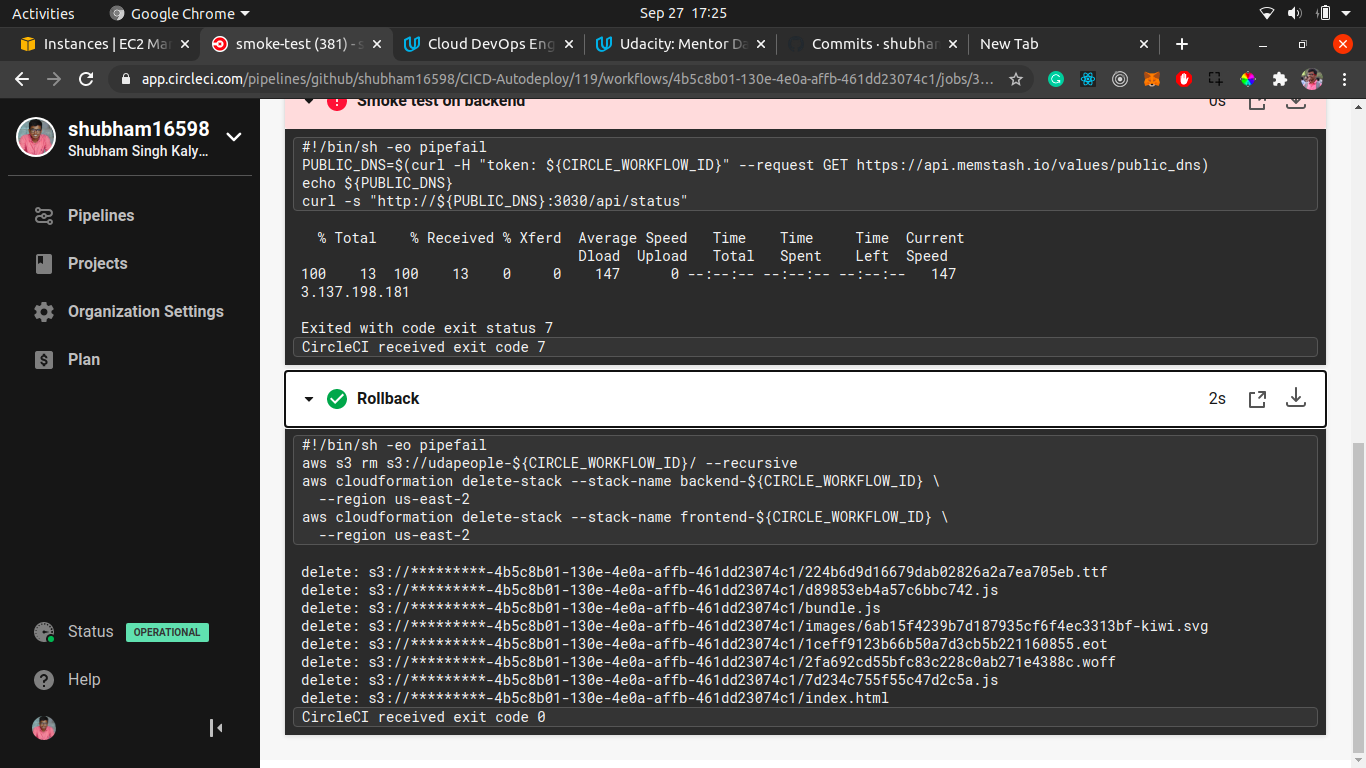 Activities
Google Chrome
Sep 27 17:25
Instances | EC2 Mar
smoke-test (381) - s
Cloud DevOps Eng
Udacity: Mentor Da
Commits · shubham
New Tab
app.circleci.com/pipelines/github/shubham16598/CICD-Autodeploy/119/workflows/4b5c8b01-130e-4e0a-affb-461dd23074c1/jobs/3...
shubham16598
Shubham Singh Kaly...
Pipelines
Projects
Organization Settings
Plan
Status OPERATIONAL
Help
Smoke test on backend
0s
#!/bin/sh -eo pipefail
PUBLIC_DNS=$(curl -H "token: ${CIRCLE_WORKFLOW_ID}" --request GET https://api.memstash.io/values/public_dns)
echo ${PUBLIC_DNS}
curl -s "http://${PUBLIC_DNS}:3030/api/status"
% Total % Received % Xferd Average Speed Time Time Time Current
Dload Upload Total Spent Left Speed
100 13 100 13 0 0 147 0 --:--:-- --:--:-- --:--:-- 147
3.137.198.181
Exited with code exit status 7
CircleCI received exit code 7
Rollback
2s
#!/bin/sh -eo pipefail
aws s3 rm s3://udapeople-${CIRCLE_WORKFLOW_ID}/ --recursive
aws cloudformation delete-stack --stack-name backend-${CIRCLE_WORKFLOW_ID} \
--region us-east-2
aws cloudformation delete-stack --stack-name frontend-${CIRCLE_WORKFLOW_ID} \
--region us-east-2
delete: s3://*********-4b5c8b01-130e-4e0a-affb-461dd23074c1/224b6d9d16679dab02826a2a7ea705eb.ttf
delete: s3://*********-4b5c8b01-130e-4e0a-affb-461dd23074c1/d89853eb4a57c6bbc742.js
delete: s3://*********-4b5c8b01-130e-4e0a-affb-461dd23074c1/bundle.js
delete: s3://*********-4b5c8b01-130e-4e0a-affb-461dd23074c1/images/6ab15f4239b7d187935cf6f4ec3313bf-kiwi.svg
delete: s3://*********-4b5c8b01-130e-4e0a-affb-461dd23074c1/1ceff9123b66b50a7d3cb5b221160855.eot
delete: s3://*********-4b5c8b01-130e-4e0a-affb-461dd23074c1/2fa692cd55bfc83c228c0ab271e4388c.woff
delete: s3://*********-4b5c8b01-130e-4e0a-affb-461dd23074c1/7d234c755f55c47d2c5a.js
delete: s3://*********-4b5c8b01-130e-4e0a-affb-461dd23074c1/index.html
CircleCI received exit code 0